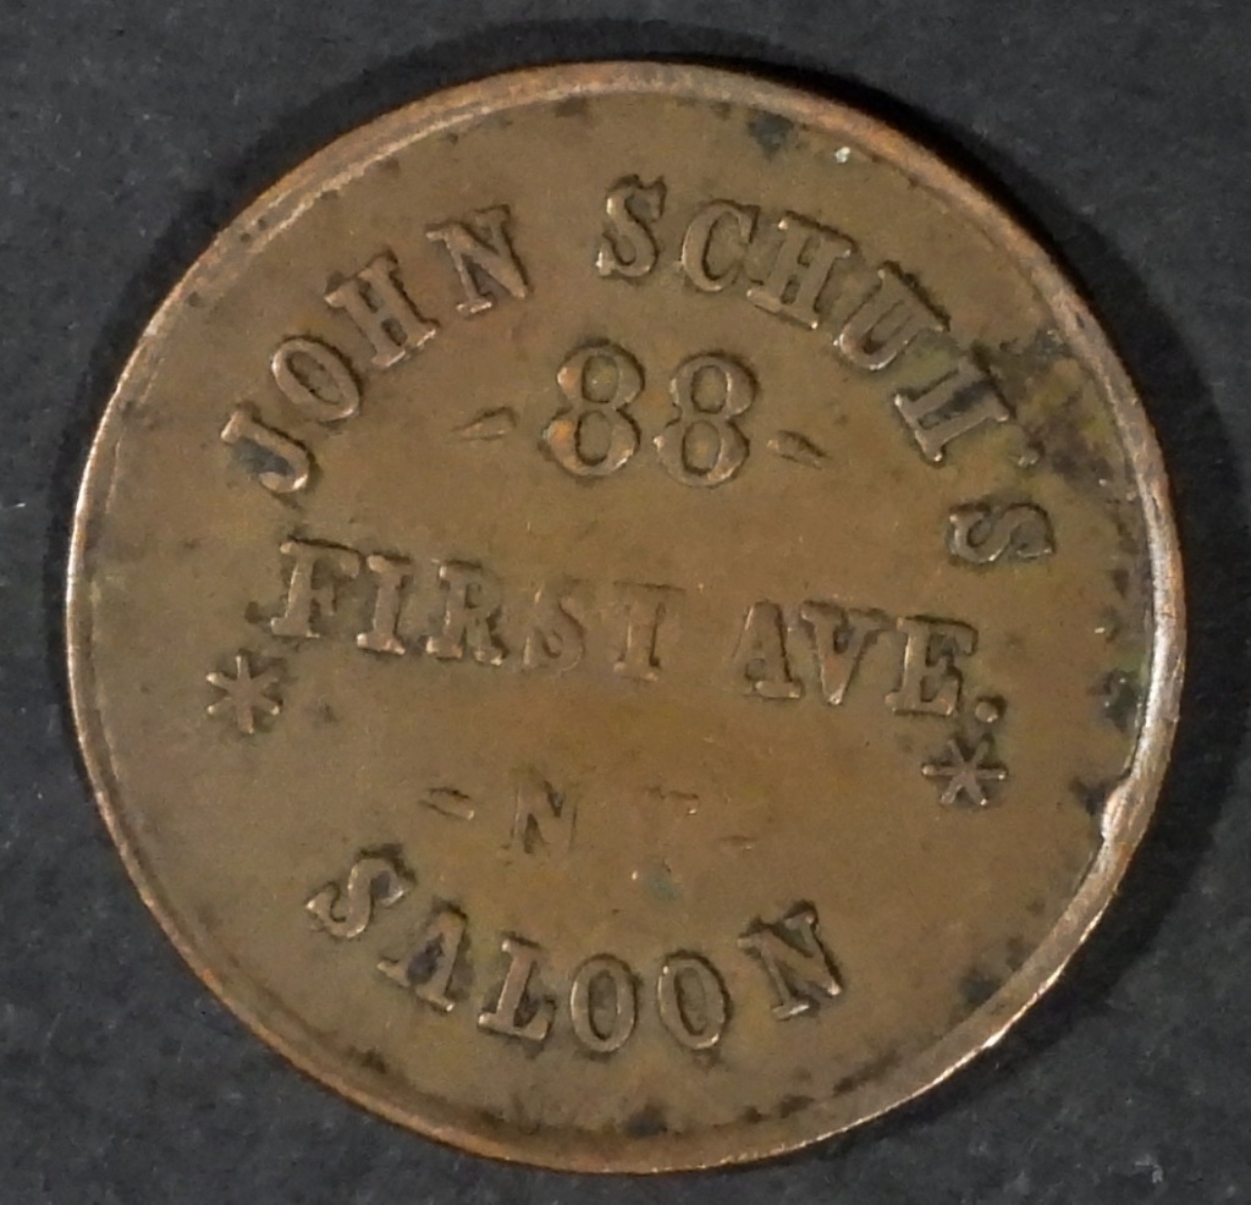 JOHN SCHUH'S
-88-
FIRST AVE.
- N Y -
* SALOON *